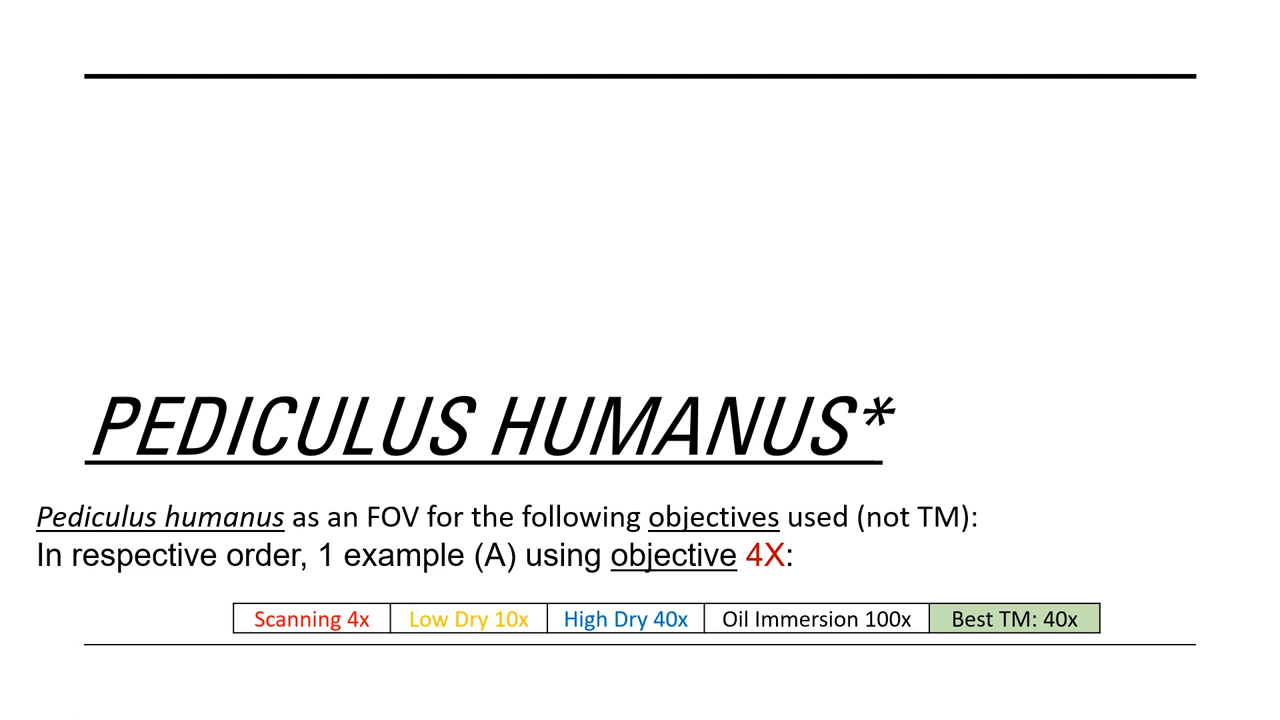 PEDICULUS HUMANUS*
Pediculus humanus as an FOV for the following objectives used (not TM):
In respective order, 1 example (A) using objective 4X:
Scanning 4x Low Dry 10x High Dry 40x Oil Immersion 100x Best TM: 40x